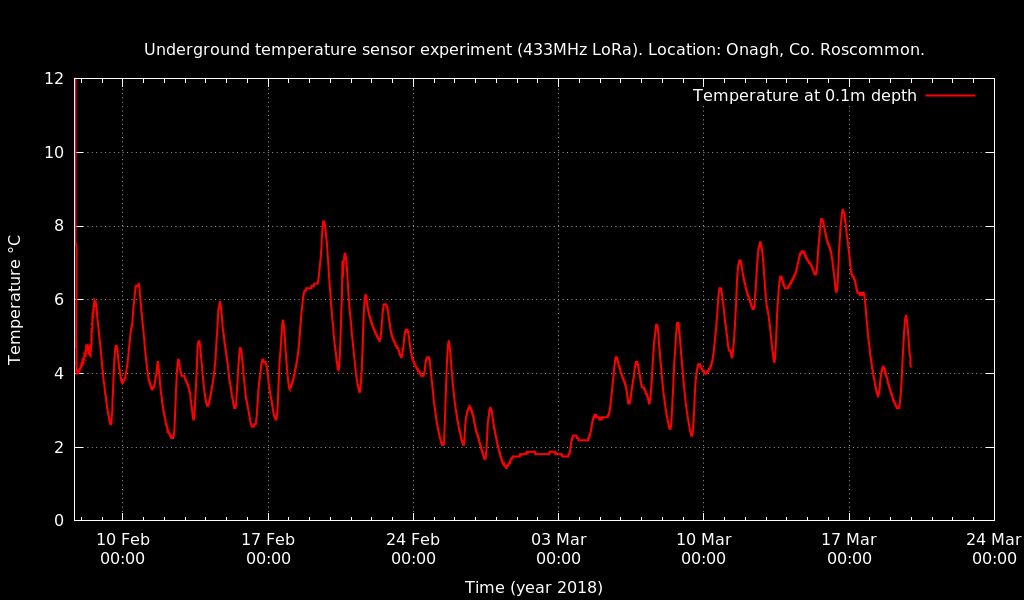 Underground temperature sensor experiment (433MHz LoRa). Location: Onagh, Co. Roscommon.
Temperature at 0.1m depth
12
10
8
6
4
2
0
Temperature °C
10 Feb 17 Feb 24 Feb 03 Mar 10 Mar 17 Mar 24 Mar
00:00 00:00 00:00 00:00 00:00 00:00 00:00
Time (year 2018)